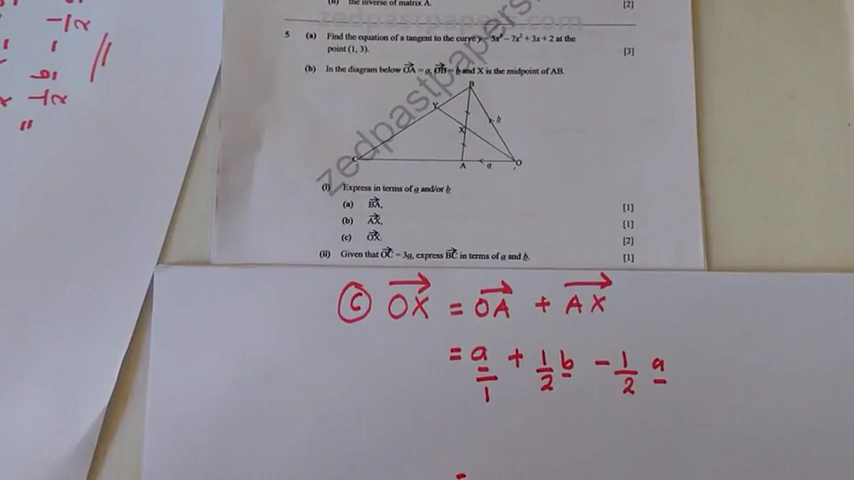 (ii) the inverse of matrix A. [2]
zedpastpapers
5 (a) Find the equation of a tangent to the curve y = 5x³ – 7x² + 3x + 2 at the
point (1, 3). [3]
(b) In the diagram below OA = a, OB = b and X is the midpoint of AB.
B
Y
b
X
C
A
a
O
(i) Express in terms of a and/or b
(a) BA, [1]
(b) AX, [1]
(c) OX. [2]
(ii) Given that OC = 3a, express BC in terms of a and b. [1]
zedpastpapers
(c) OX = OA + AX
= a/1 + 1/2 b - 1/2 a
=